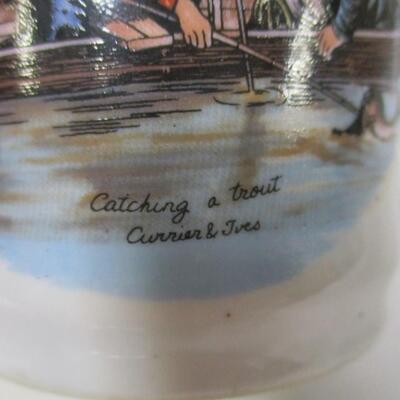 Catching a trout
Currier & Ives